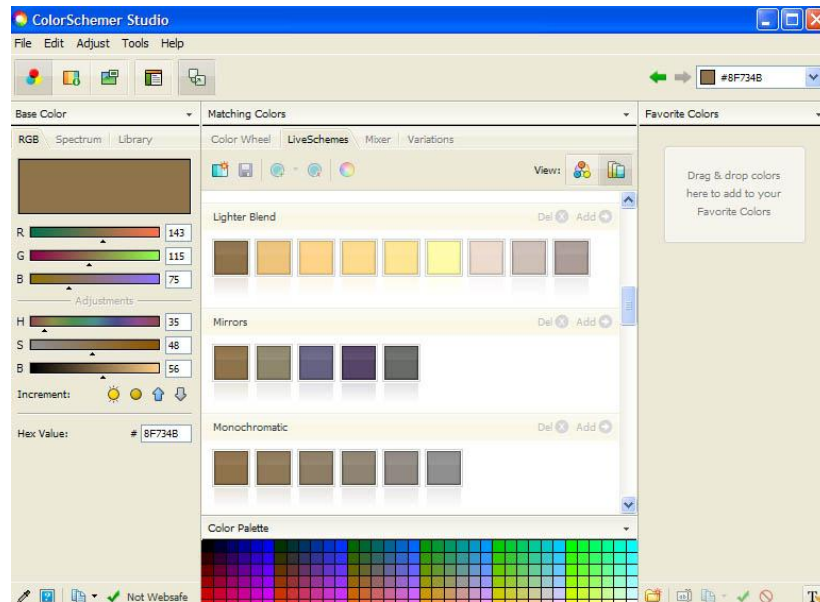 ColorSchemer Studio
File Edit Adjust Tools Help
#8F734B
Base Color
RGB Spectrum Library
R 143
G 115
B 75
Adjustments
H 35
S 48
B 56
Increment:
Hex Value: # 8F734B
Not Websafe
Matching Colors
Color Wheel LiveSchemes Mixer Variations
View:
Lighter Blend Del Add
Mirrors Del Add
Monochromatic Del Add
Color Palette
Favorite Colors
Drag & drop colors
here to add to your
Favorite Colors